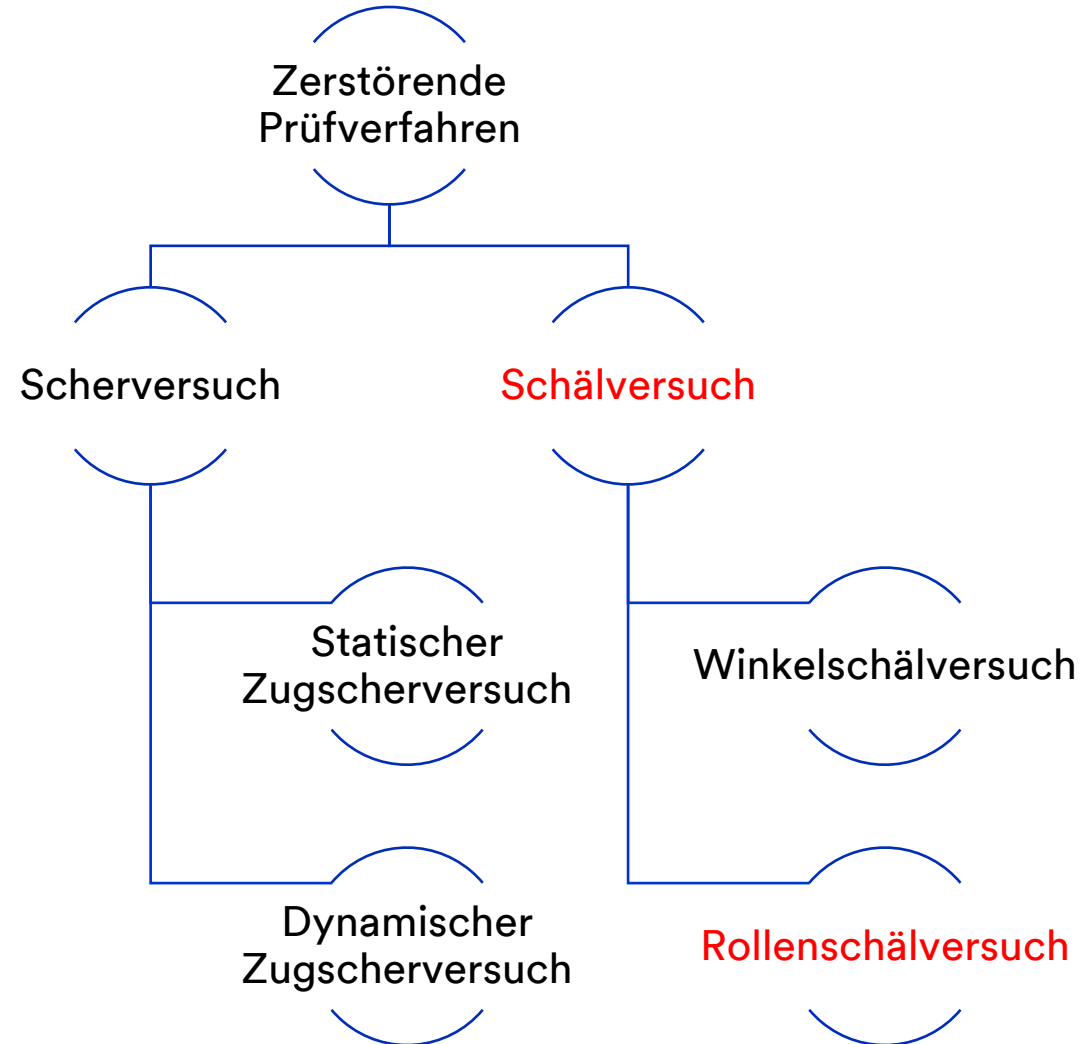 Zerstörende
Prüfverfahren
Scherversuch
Schälversuch
Statischer
Zugscherversuch
Winkelschälversuch
Dynamischer
Zugscherversuch
Rollenschälversuch